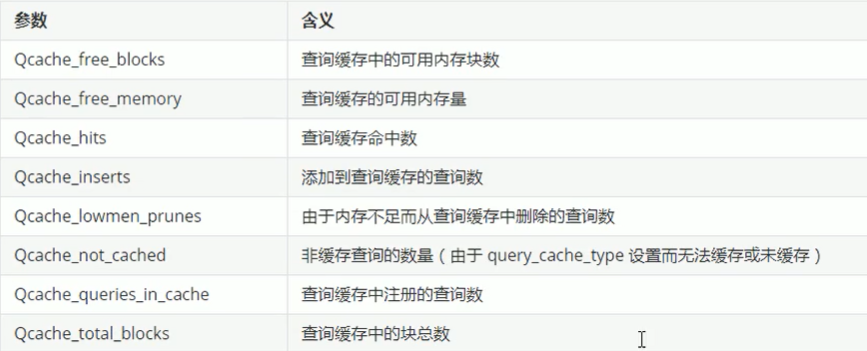 参数 含义
Qcache_free_blocks 查询缓存中的可用内存块数
Qcache_free_memory 查询缓存的可用内存量
Qcache_hits 查询缓存命中数
Qcache_inserts 添加到查询缓存的查询数
Qcache_lowmen_prunes 由于内存不足而从查询缓存中删除的查询数
Qcache_not_cached 非缓存查询的数量（由于 query_cache_type 设置而无法缓存或未缓存）
Qcache_queries_in_cache 查询缓存中注册的查询数
Qcache_total_blocks 查询缓存中的块总数